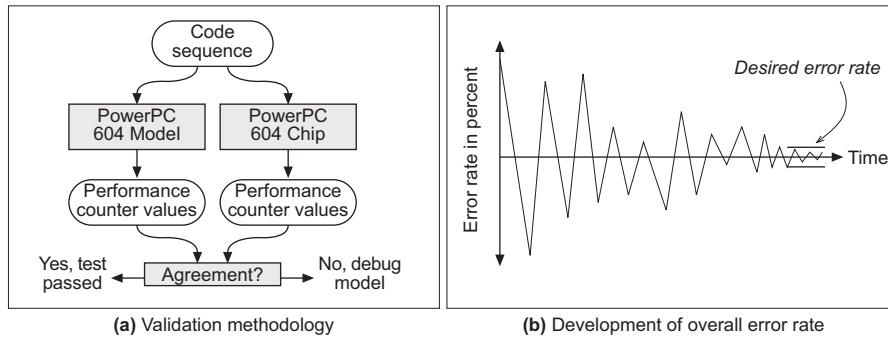 Code
sequence
PowerPC
604 Model
PowerPC
604 Chip
Performance
counter values
Performance
counter values
Yes, test
passed
Agreement?
No, debug
model
(a) Validation methodology
Error rate in percent
Desired error rate
Time
(b) Development of overall error rate